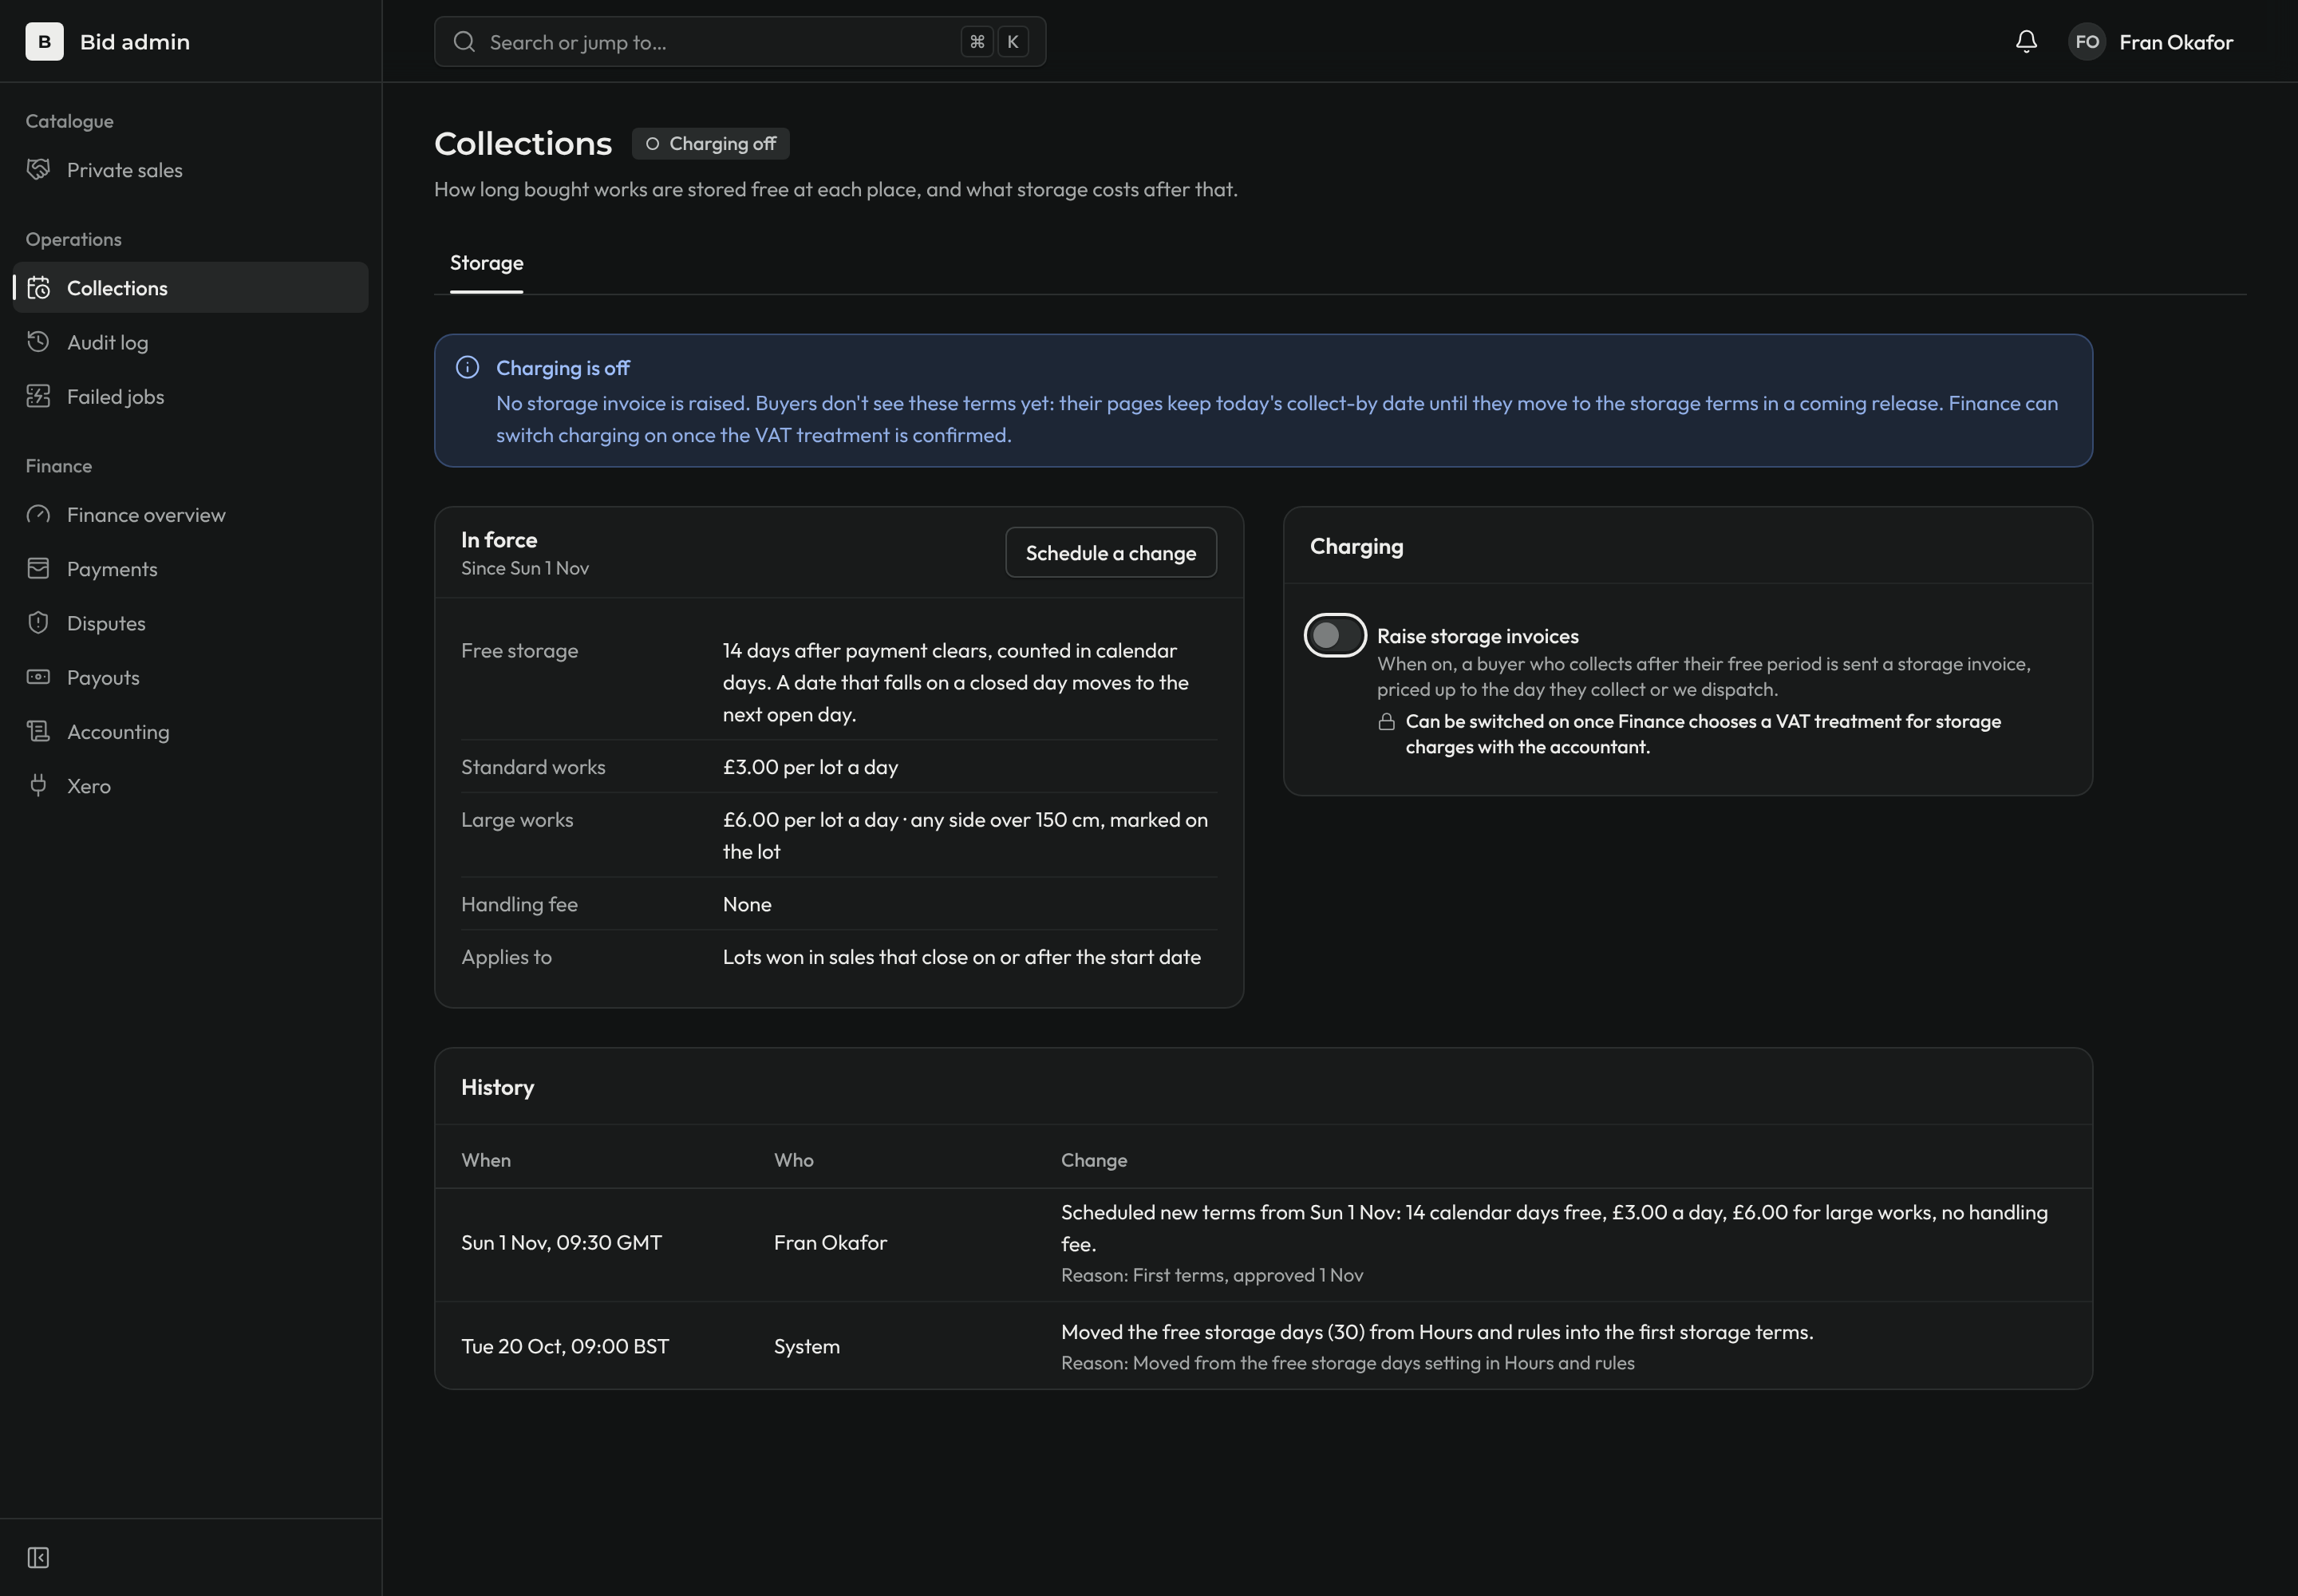 B
Bid admin
Search or jump to...
⌘ K
FO
Fran Okafor
Catalogue
Private sales
Operations
Collections
Audit log
Failed jobs
Finance
Finance overview
Payments
Disputes
Payouts
Accounting
Xero
Collections
Charging off
How long bought works are stored free at each place, and what storage costs after that.
Storage
Charging is off
No storage invoice is raised. Buyers don't see these terms yet: their pages keep today's collect-by date until they move to the storage terms in a coming release. Finance can
switch charging on once the VAT treatment is confirmed.
In force
Since Sun 1 Nov
Schedule a change
Free storage
14 days after payment clears, counted in calendar
days. A date that falls on a closed day moves to the
next open day.
Standard works
£3.00 per lot a day
Large works
£6.00 per lot a day · any side over 150 cm, marked on
the lot
Handling fee
None
Applies to
Lots won in sales that close on or after the start date
Charging
Raise storage invoices
When on, a buyer who collects after their free period is sent a storage invoice,
priced up to the day they collect or we dispatch.
Can be switched on once Finance chooses a VAT treatment for storage
charges with the accountant.
History
When
Who
Change
Sun 1 Nov, 09:30 GMT
Fran Okafor
Scheduled new terms from Sun 1 Nov: 14 calendar days free, £3.00 a day, £6.00 for large works, no handling
fee.
Reason: First terms, approved 1 Nov
Tue 20 Oct, 09:00 BST
System
Moved the free storage days (30) from Hours and rules into the first storage terms.
Reason: Moved from the free storage days setting in Hours and rules